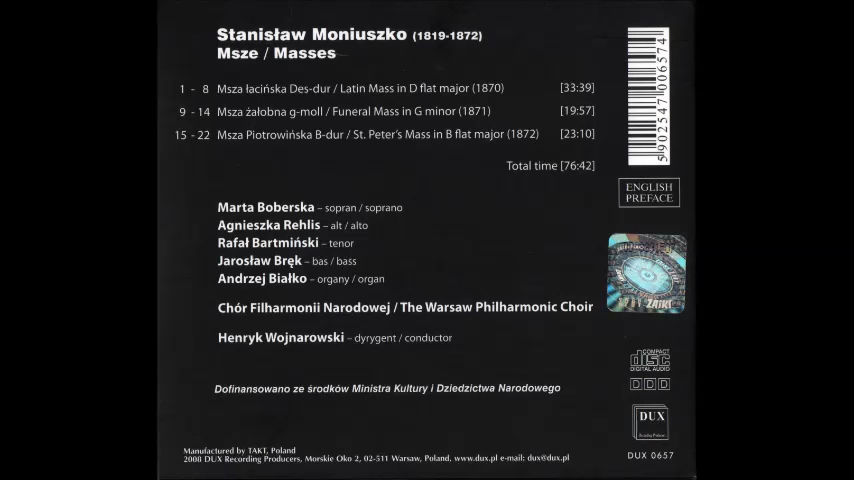 Stanisław Moniuszko (1819-1872)
Msze / Masses
1 - 8 Msza łacińska Des-dur / Latin Mass in D flat major (1870) [33:39]
9 - 14 Msza żałobna g-moll / Funeral Mass in G minor (1871) [19:57]
15 - 22 Msza Piotrowińska B-dur / St. Peter's Mass in B flat major (1872) [23:10]
Total time [76:42]
5 902547 006574
ENGLISH
PREFACE
Marta Boberska – sopran / soprano
Agnieszka Rehlis – alt / alto
Rafał Bartmiński – tenor
Jarosław Bręk – bas / bass
Andrzej Białko – organy / organ
Chór Filharmonii Narodowej / The Warsaw Philharmonic Choir
Henryk Wojnarowski – dyrygent / conductor
ZAiKS
COMPACT
disc
DIGITAL AUDIO
D D D
Dofinansowano ze środków Ministra Kultury i Dziedzictwa Narodowego
DUX
Manufactured by TAKT, Poland
2008 DUX Recording Producers, Morskie Oko 2, 02-511 Warsaw, Poland, www.dux.pl e-mail: dux@dux.pl
DUX 0657